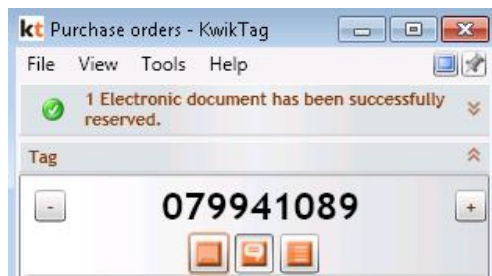 kt Purchase orders - KwikTag
File View Tools Help
1 Electronic document has been successfully
reserved.
Tag
- 079941089 +